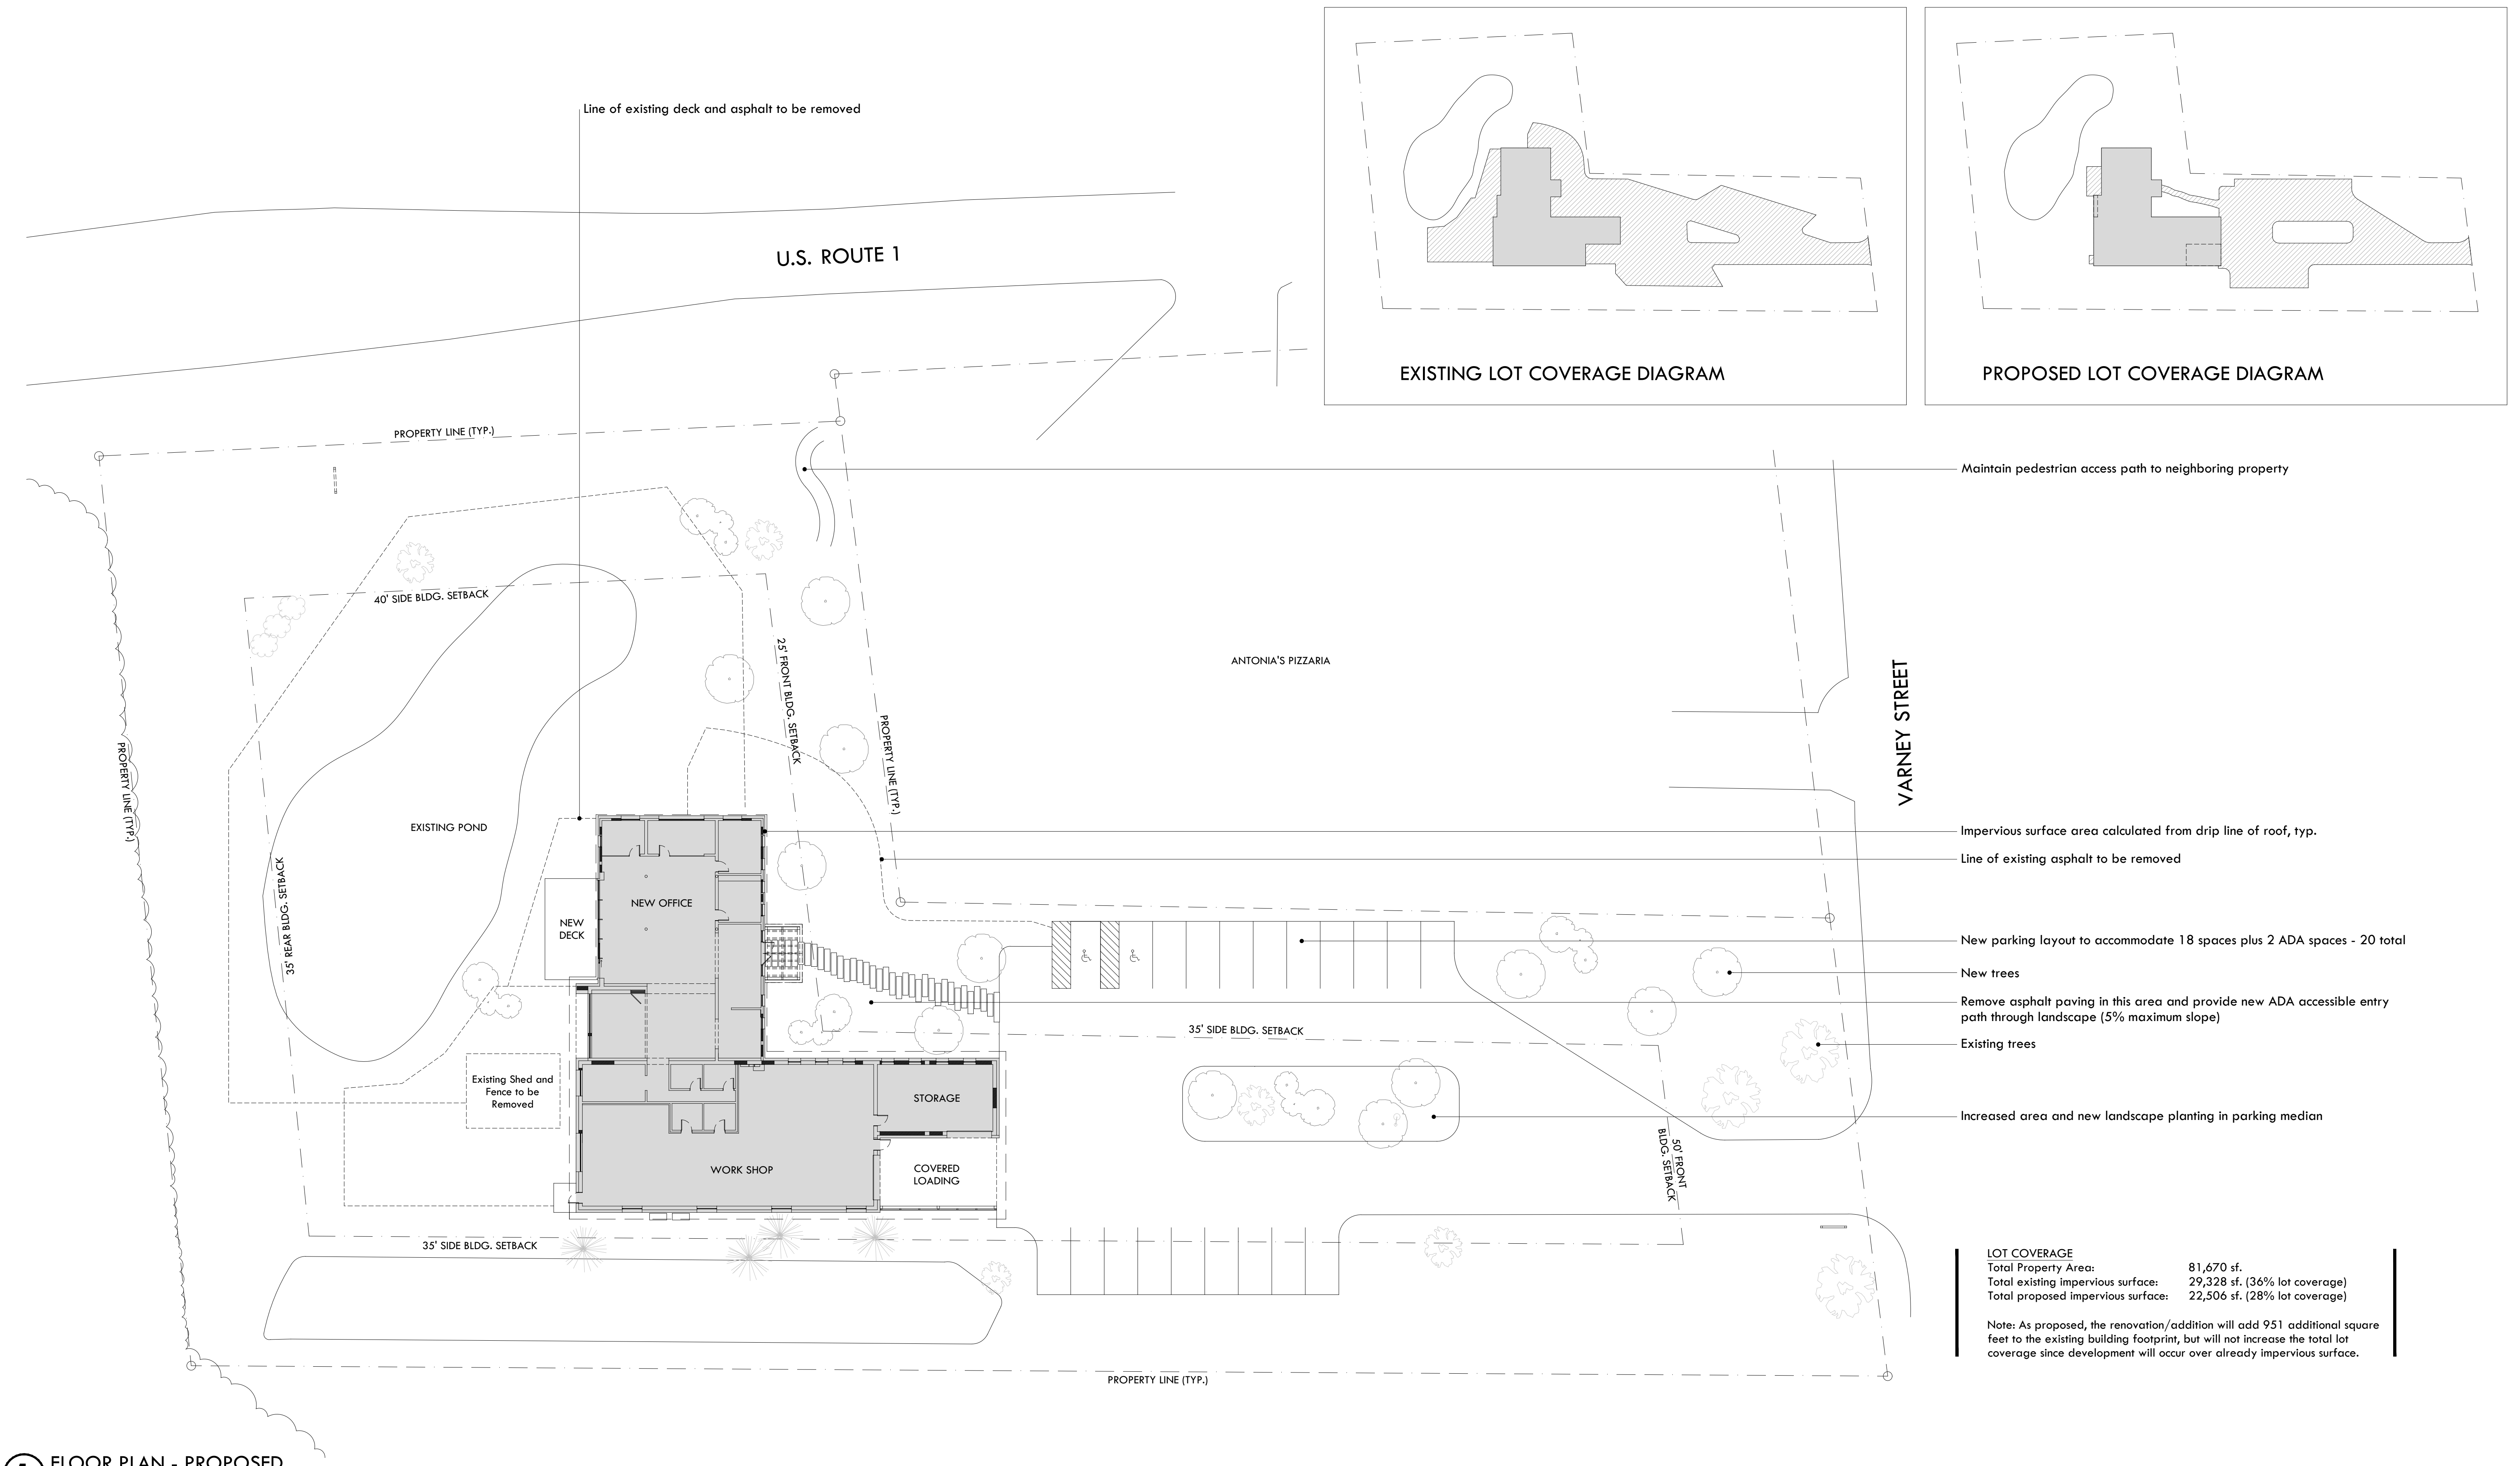 Line of existing deck and asphalt to be removed
U.S. ROUTE 1
EXISTING LOT COVERAGE DIAGRAM
PROPOSED LOT COVERAGE DIAGRAM
PROPERTY LINE (TYP.)
Maintain pedestrian access path to neighboring property
40' SIDE BLDG. SETBACK
25' FRONT BLDG. SETBACK
ANTONIA'S PIZZARIA
VARNEY STREET
PROPERTY LINE (TYP.)
PROPERTY LINE (TYP.)
EXISTING POND
35' REAR BLDG. SETBACK
Impervious surface area calculated from drip line of roof, typ.
Line of existing asphalt to be removed
NEW OFFICE
NEW
DECK
New parking layout to accommodate 18 spaces plus 2 ADA spaces - 20 total
New trees
Remove asphalt paving in this area and provide new ADA accessible entry
path through landscape (5% maximum slope)
35' SIDE BLDG. SETBACK
Existing trees
Existing Shed and
Fence to be
Removed
STORAGE
Increased area and new landscape planting in parking median
WORK SHOP
COVERED
LOADING
50' FRONT
BLDG. SETBACK
35' SIDE BLDG. SETBACK
LOT COVERAGE
Total Property Area: 81,670 sf.
Total existing impervious surface: 29,328 sf. (36% lot coverage)
Total proposed impervious surface: 22,506 sf. (28% lot coverage)
Note: As proposed, the renovation/addition will add 951 additional square
feet to the existing building footprint, but will not increase the total lot
coverage since development will occur over already impervious surface.
PROPERTY LINE (TYP.)
FLOOR PLAN - PROPOSED